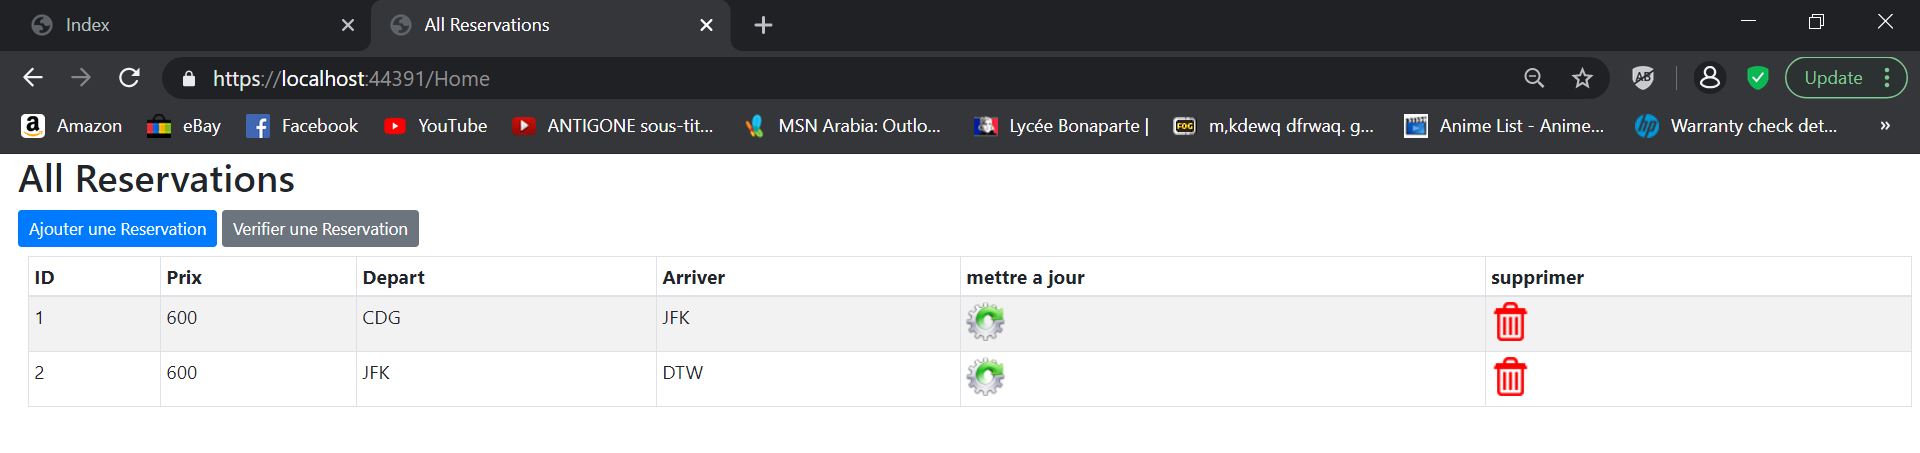 Index
All Reservations
https://localhost:44391/Home
Update
Amazon
eBay
Facebook
YouTube
ANTIGONE sous-tit...
MSN Arabia: Outlo...
Lycée Bonaparte |
FOG
m,kdewq dfrwaq. g...
Anime List - Anime...
Warranty check det...
»
All Reservations
Ajouter une Reservation Verifier une Reservation
ID Prix Depart Arriver mettre a jour supprimer
1 600 CDG JFK
2 600 JFK DTW